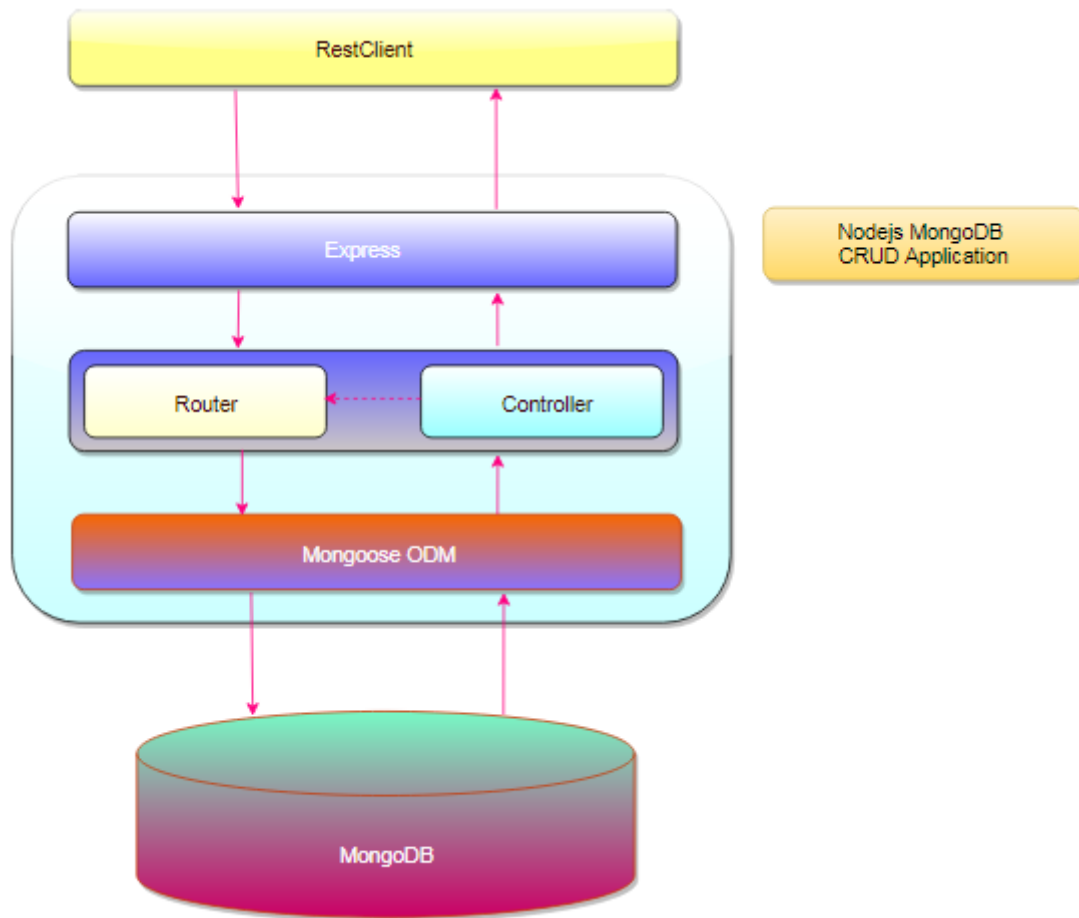 RestClient
Express
Nodejs MongoDB
CRUD Application
Router
Controller
Mongoose ODM
MongoDB